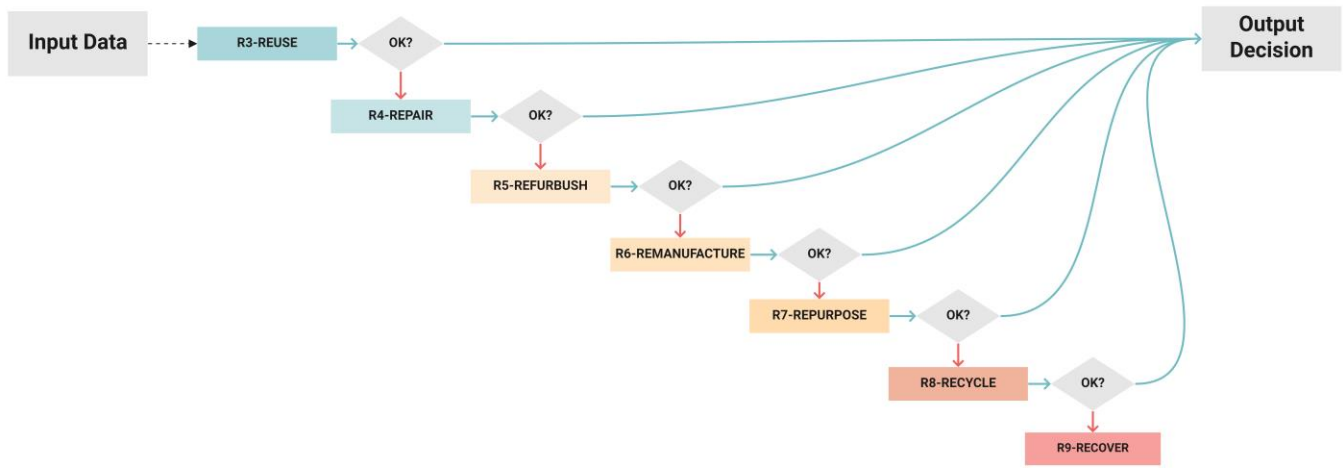 Input Data
R3-REUSE
OK?
Output
Decision
R4-REPAIR
OK?
R5-REFURBUSH
OK?
R6-REMANUFACTURE
OK?
R7-REPURPOSE
OK?
R8-RECYCLE
OK?
R9-RECOVER